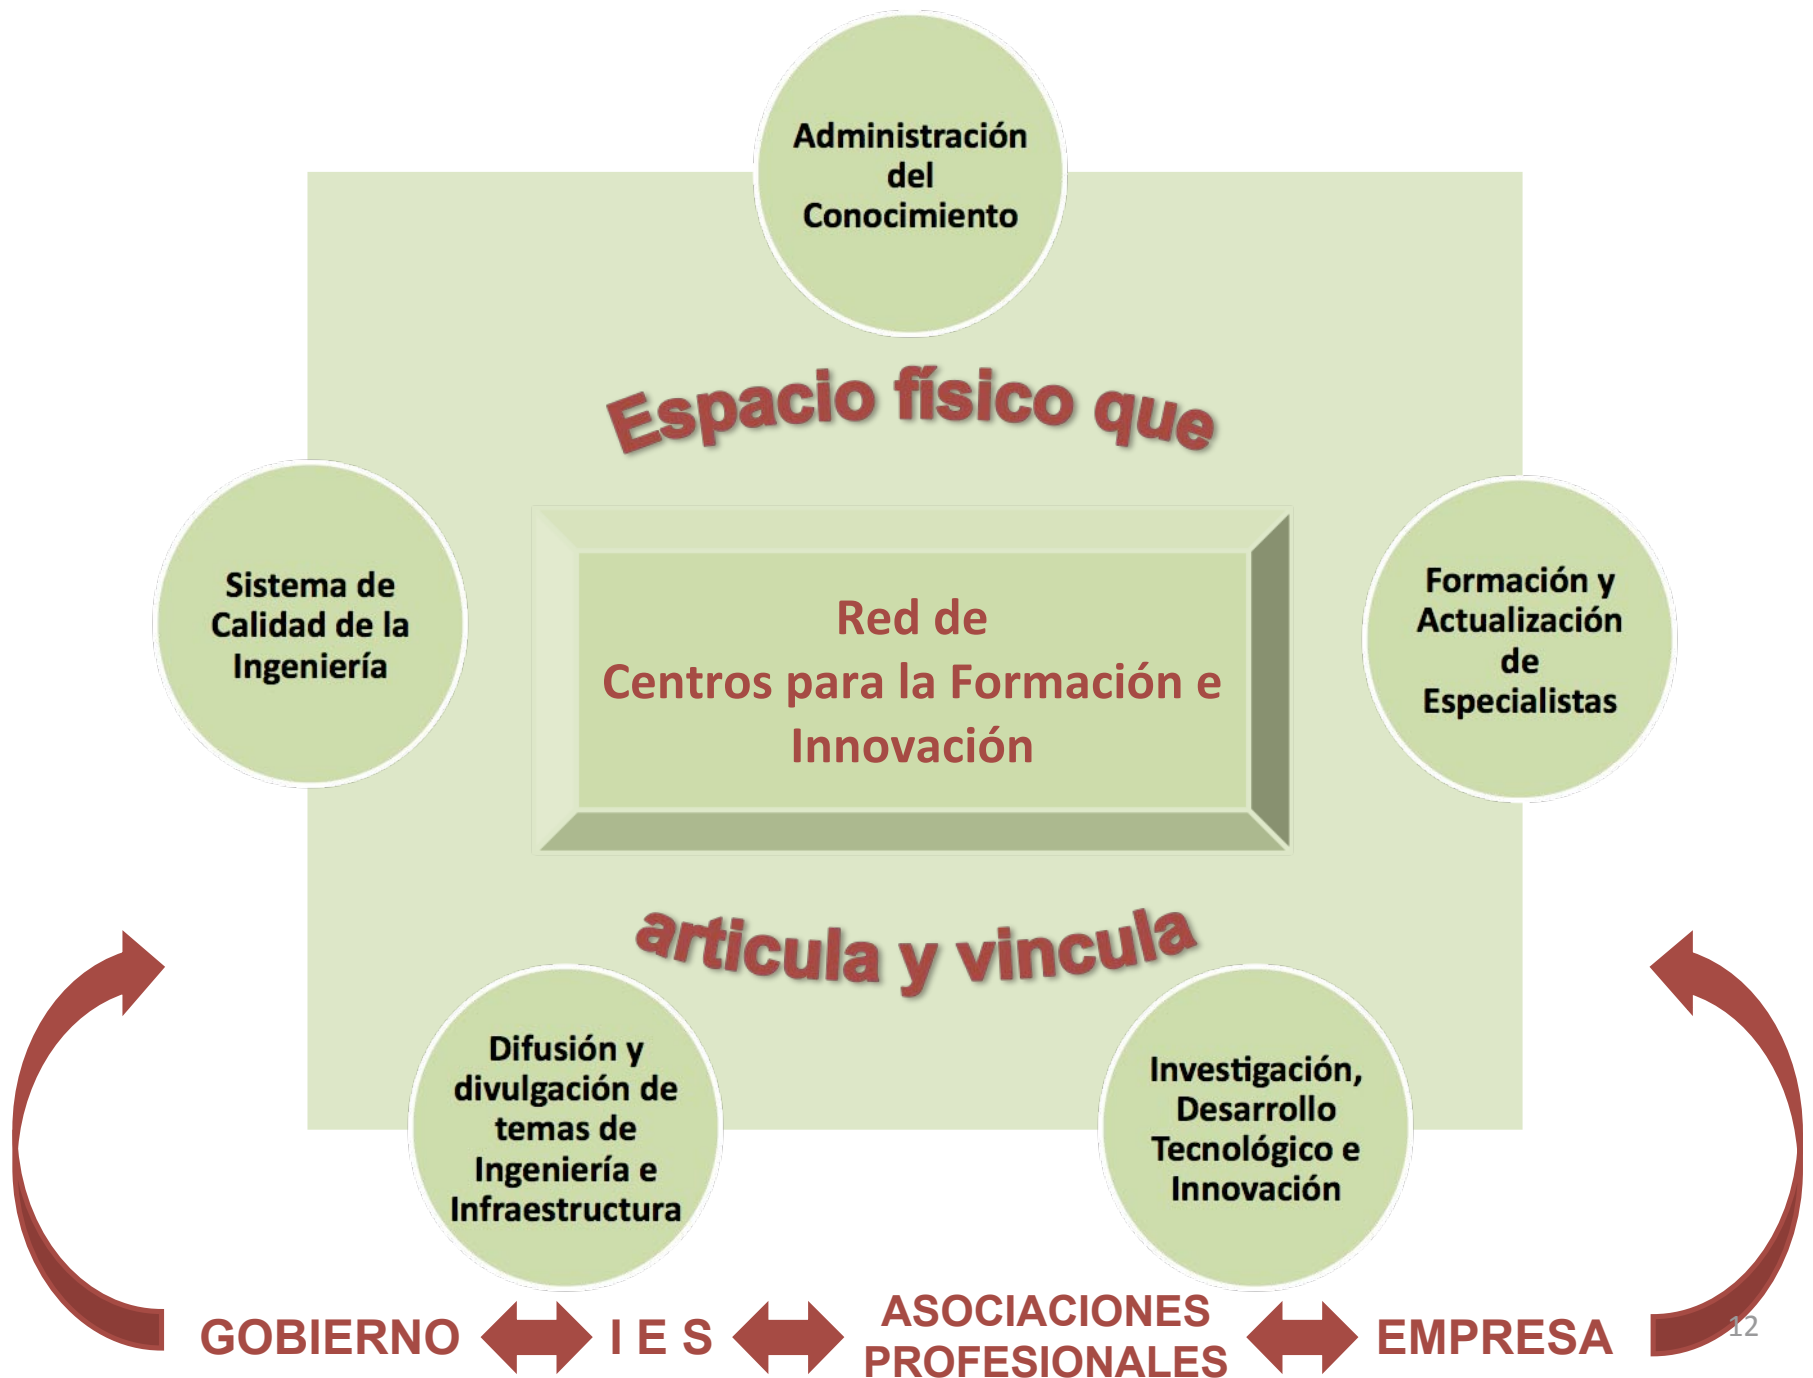 Administración
del
Conocimiento
Espacio físico que
Sistema de
Calidad de la
Ingeniería
Red de
Centros para la Formación e
Innovación
Formación y
Actualización
de
Especialistas
articula y vincula
Difusión y
divulgación de
temas de
Ingeniería e
Infraestructura
Investigación,
Desarrollo
Tecnológico e
Innovación
GOBIERNO
I E S
ASOCIACIONES
PROFESIONALES
EMPRESA
12